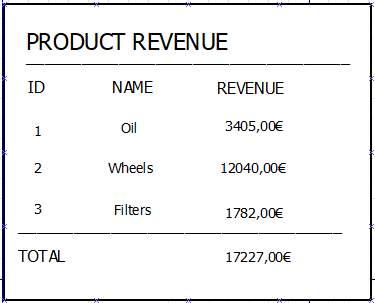 PRODUCT REVENUE
ID NAME REVENUE
1 Oil 3405,00€
2 Wheels 12040,00€
3 Filters 1782,00€
TOTAL 17227,00€